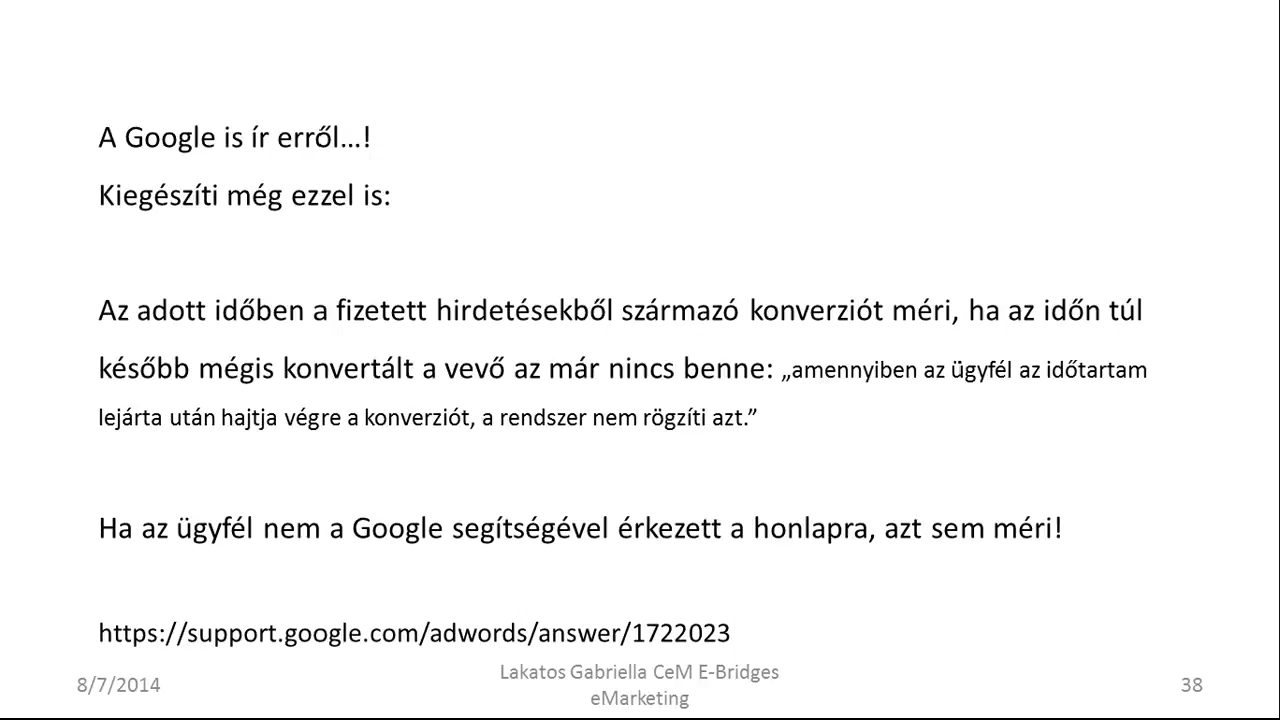 A Google is ír erről…!
Kiegészíti még ezzel is:
Az adott időben a fizetett hirdetésekből származó konverziót méri, ha az időn túl
később mégis konvertált a vevő az már nincs benne: „amennyiben az ügyfél az időtartam
lejárta után hajtja végre a konverziót, a rendszer nem rögzíti azt.”
Ha az ügyfél nem a Google segítségével érkezett a honlapra, azt sem méri!
https://support.google.com/adwords/answer/1722023
8/7/2014
Lakatos Gabriella CeM E-Bridges
eMarketing
38